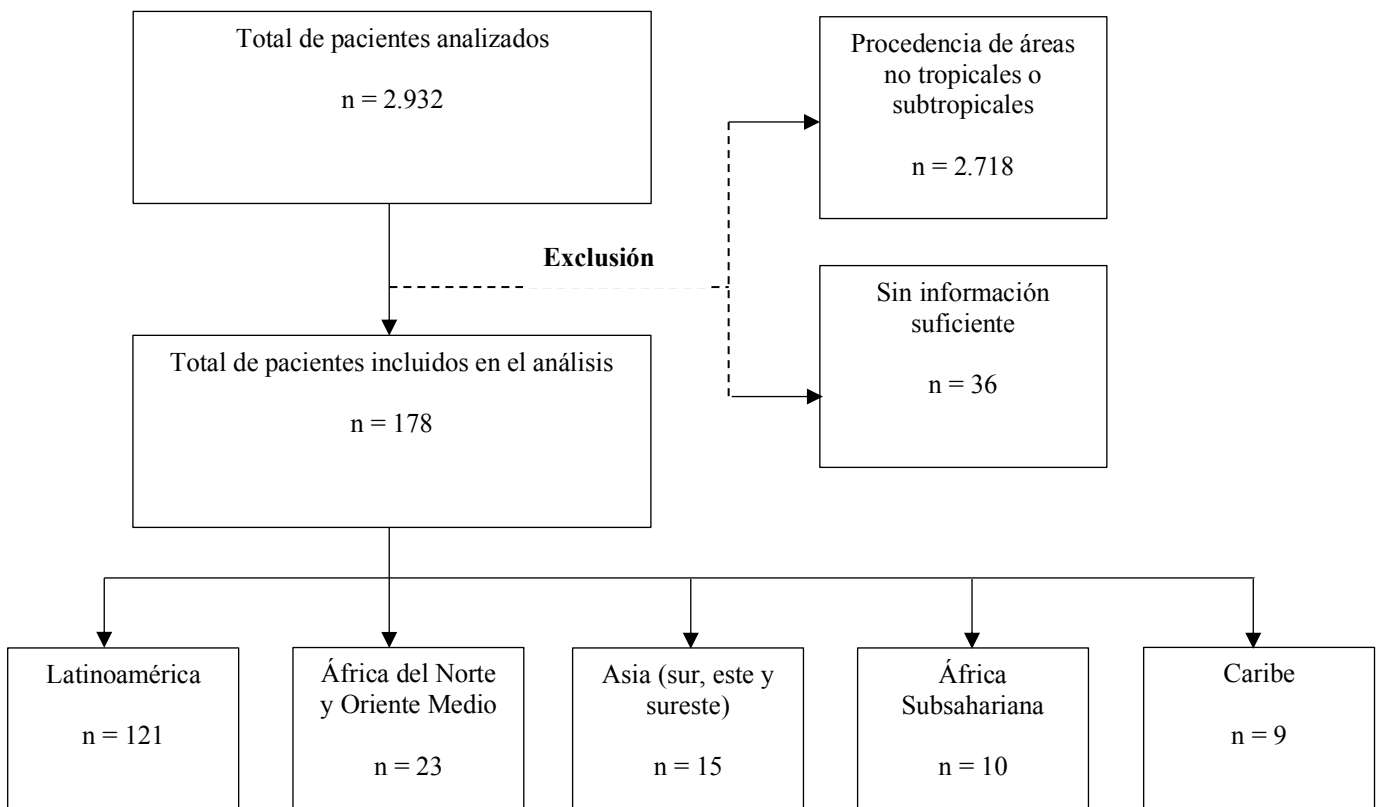 Total de pacientes analizados
n = 2.932
Procedencia de áreas
no tropicales o
subtropicales
n = 2.718
Exclusión
Sin información
suficiente
n = 36
Total de pacientes incluidos en el análisis
n = 178
Latinoamérica
n = 121
África del Norte
y Oriente Medio
n = 23
Asia (sur, este y
sureste)
n = 15
África
Subsahariana
n = 10
Caribe
n = 9